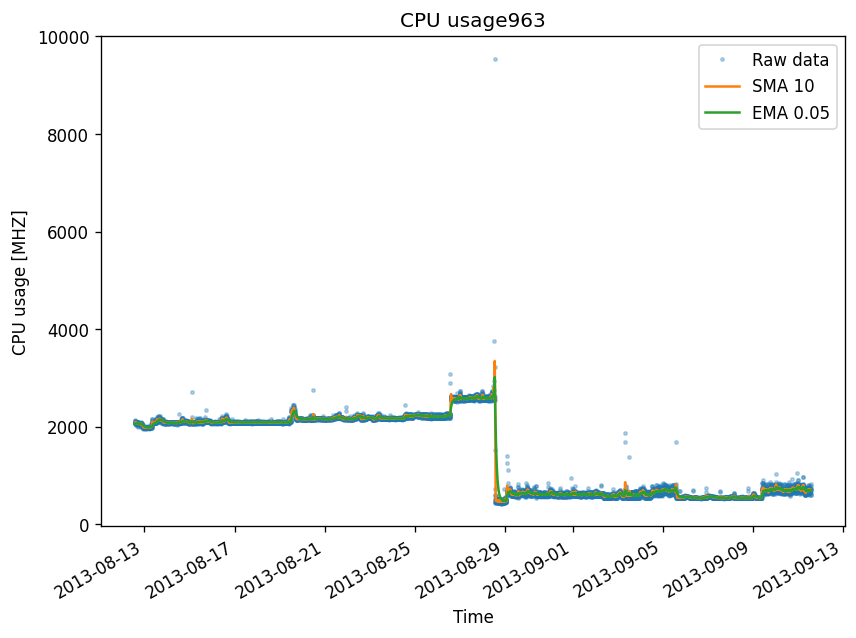 CPU usage963
10000
8000
6000
4000
2000
0
CPU usage [MHZ]
Raw data
SMA 10
EMA 0.05
2013-08-13
2013-08-17
2013-08-21
2013-08-25
2013-08-29
2013-09-01
2013-09-05
2013-09-09
2013-09-13
Time